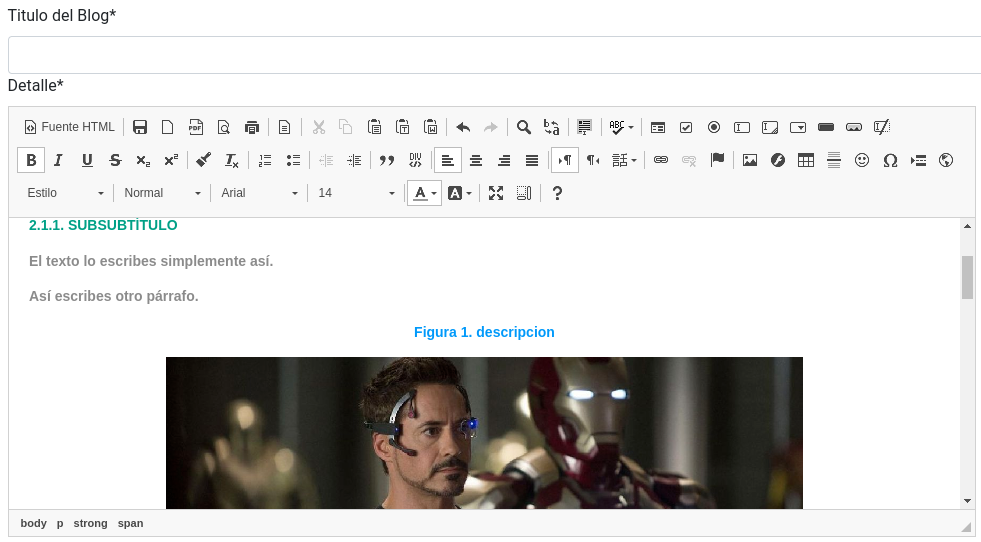 Titulo del Blog*
Detalle*
Fuente HTML
Estilo Normal Arial 14
2.1.1. SUBSUBTÍTULO
El texto lo escribes simplemente así.
Así escribes otro párrafo.
Figura 1. descripcion
body p strong span